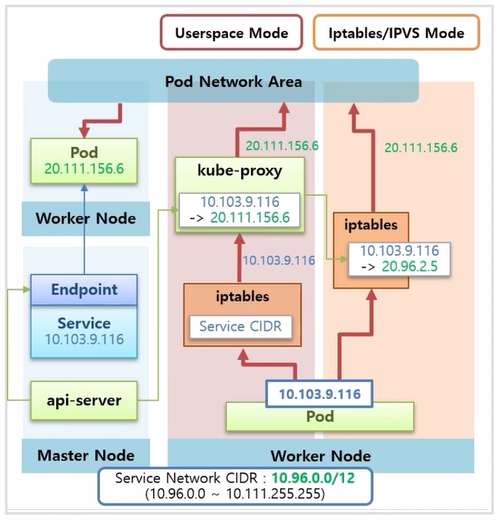 Userspace Mode
Iptables/IPVS Mode
Pod Network Area
Pod
20.111.156.6
20.111.156.6
20.111.156.6
kube-proxy
10.103.9.116
-> 20.111.156.6
Worker Node
iptables
10.103.9.116
-> 20.96.2.5
10.103.9.116
Endpoint
Service
10.103.9.116
iptables
Service CIDR
api-server
10.103.9.116
Pod
Master Node
Worker Node
Service Network CIDR : 10.96.0.0/12
(10.96.0.0 ~ 10.111.255.255)